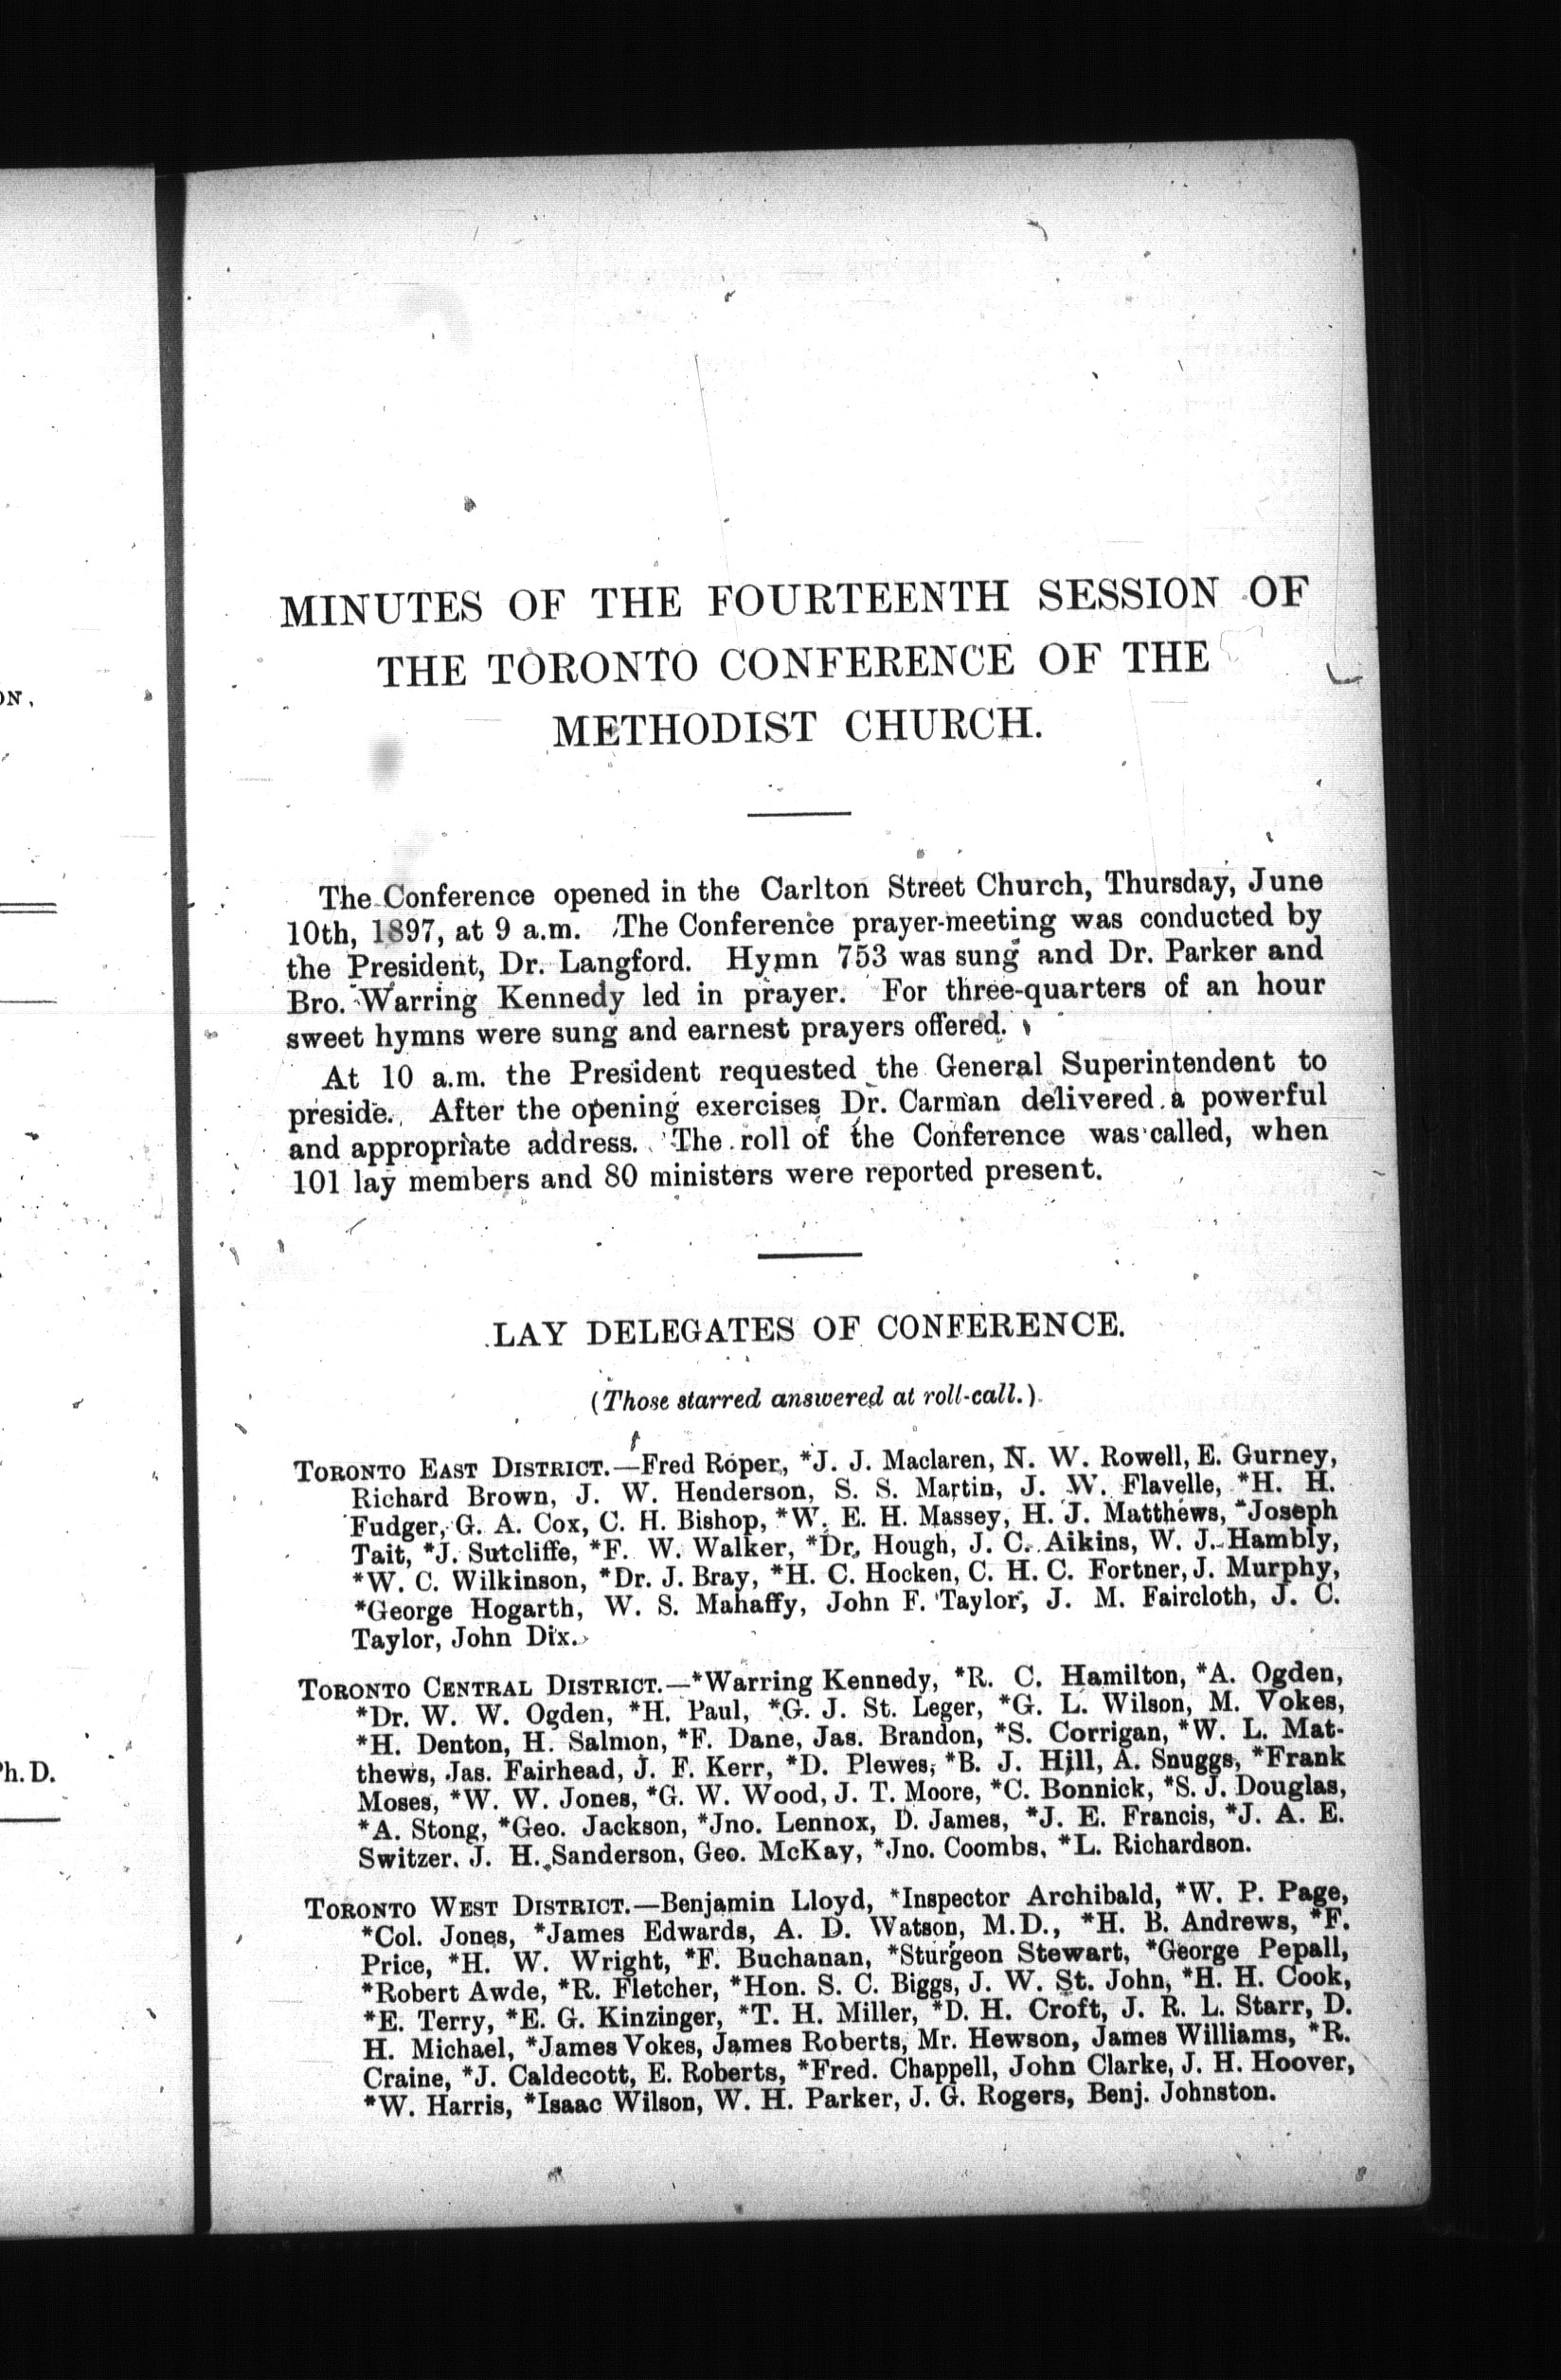 ON,
Ph. D.
MINUTES OF THE FOURTEENTH SESSION OF
THE TORONTO CONFERENCE OF THE
METHODIST CHURCH.
The Conference opened in the Carlton Street Church, Thursday, June
10th, 1897, at 9 a.m. The Conference prayer-meeting was conducted by
the President, Dr. Langford. Hymn 753 was sung and Dr. Parker and
Bro. Warring Kennedy led in prayer. For three-quarters of an hour
sweet hymns were sung and earnest prayers offered.
At 10 a.m. the President requested the General Superintendent to
preside. After the opening exercises Dr. Carman delivered a powerful
and appropriate address. The roll of the Conference was called, when
101 lay members and 80 ministers were reported present.
LAY DELEGATES OF CONFERENCE.
(Those starred answered at roll-call.)
TORONTO EAST DISTRICT.—Fred Roper, *J. J. Maclaren, N. W. Rowell, E. Gurney,
Richard Brown, J. W. Henderson, S. S. Martin, J. W. Flavelle, *H. H.
Fudger, G. A. Cox, C. H. Bishop, *W. E. H. Massey, H. J. Matthews, *Joseph
Tait, *J. Sutcliffe, *F. W. Walker, *Dr. Hough, J. C. Aikins, W. J. Hambly,
*W. C. Wilkinson, *Dr. J. Bray, *H. C. Hocken, C. H. C. Fortner, J. Murphy,
*George Hogarth, W. S. Mahaffy, John F. Taylor, J. M. Faircloth, J. C.
Taylor, John Dix.
TORONTO CENTRAL DISTRICT.—*Warring Kennedy, *R. C. Hamilton, *A. Ogden,
*Dr. W. W. Ogden, *H. Paul, *G. J. St. Leger, *G. L. Wilson, M. Vokes,
*H. Denton, H. Salmon, *F. Dane, Jas. Brandon, *S. Corrigan, *W. L. Mat-
thews, Jas. Fairhead, J. F. Kerr, *D. Plewes, *B. J. Hill, A. Snuggs, *Frank
Moses, *W. W. Jones, *G. W. Wood, J. T. Moore, *C. Bonnick, *S. J. Douglas,
*A. Stong, *Geo. Jackson, *Jno. Lennox, D. James, *J. E. Francis, *J. A. E.
Switzer. J. H. Sanderson, Geo. McKay, *Jno. Coombs, *L. Richardson.
TORONTO WEST DISTRICT.—Benjamin Lloyd, *Inspector Archibald, *W. P. Page,
*Col. Jones, *James Edwards, A. D. Watson, M.D., *H. B. Andrews, *F.
Price, *H. W. Wright, *F. Buchanan, *Sturgeon Stewart, *George Pepall,
*Robert Awde, *R. Fletcher, *Hon. S. C. Biggs, J. W. St. John, *H. H. Cook,
*E. Terry, *E. G. Kinzinger, *T. H. Miller, *D. H. Croft, J. R. L. Starr, D.
H. Michael, *James Vokes, James Roberts, Mr. Hewson, James Williams, *R.
Craine, *J. Caldecott, E. Roberts, *Fred. Chappell, John Clarke, J. H. Hoover,
*W. Harris, *Isaac Wilson, W. H. Parker, J. G. Rogers, Benj. Johnston.